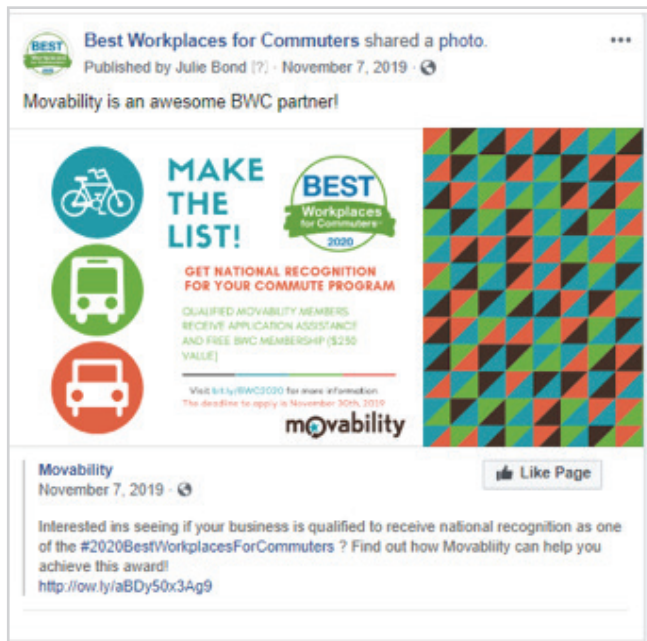 Best Workplaces for Commuters shared a photo.
Published by Julie Bond [?] · November 7, 2019 ·
Movability is an awesome BWC partner!
MAKE
THE
LIST!
BEST
Workplaces
for Commuters
2020
GET NATIONAL RECOGNITION
FOR YOUR COMMUTE PROGRAM
QUALIFIED MOVABILITY MEMBERS
RECEIVE APPLICATION ASSISTANCE
AND FREE BWC MEMBERSHIP ($250
VALUE)
Visit bit.ly/BWC2020 for more information.
The deadline to apply is November 30th, 2019
movability
Movability
November 7, 2019 ·
Like Page
Interested ins seeing if your business is qualified to receive national recognition as one
of the #2020BestWorkplacesForCommuters ? Find out how Movabliity can help you
achieve this award!
http://ow.ly/aBDy50x3Ag9